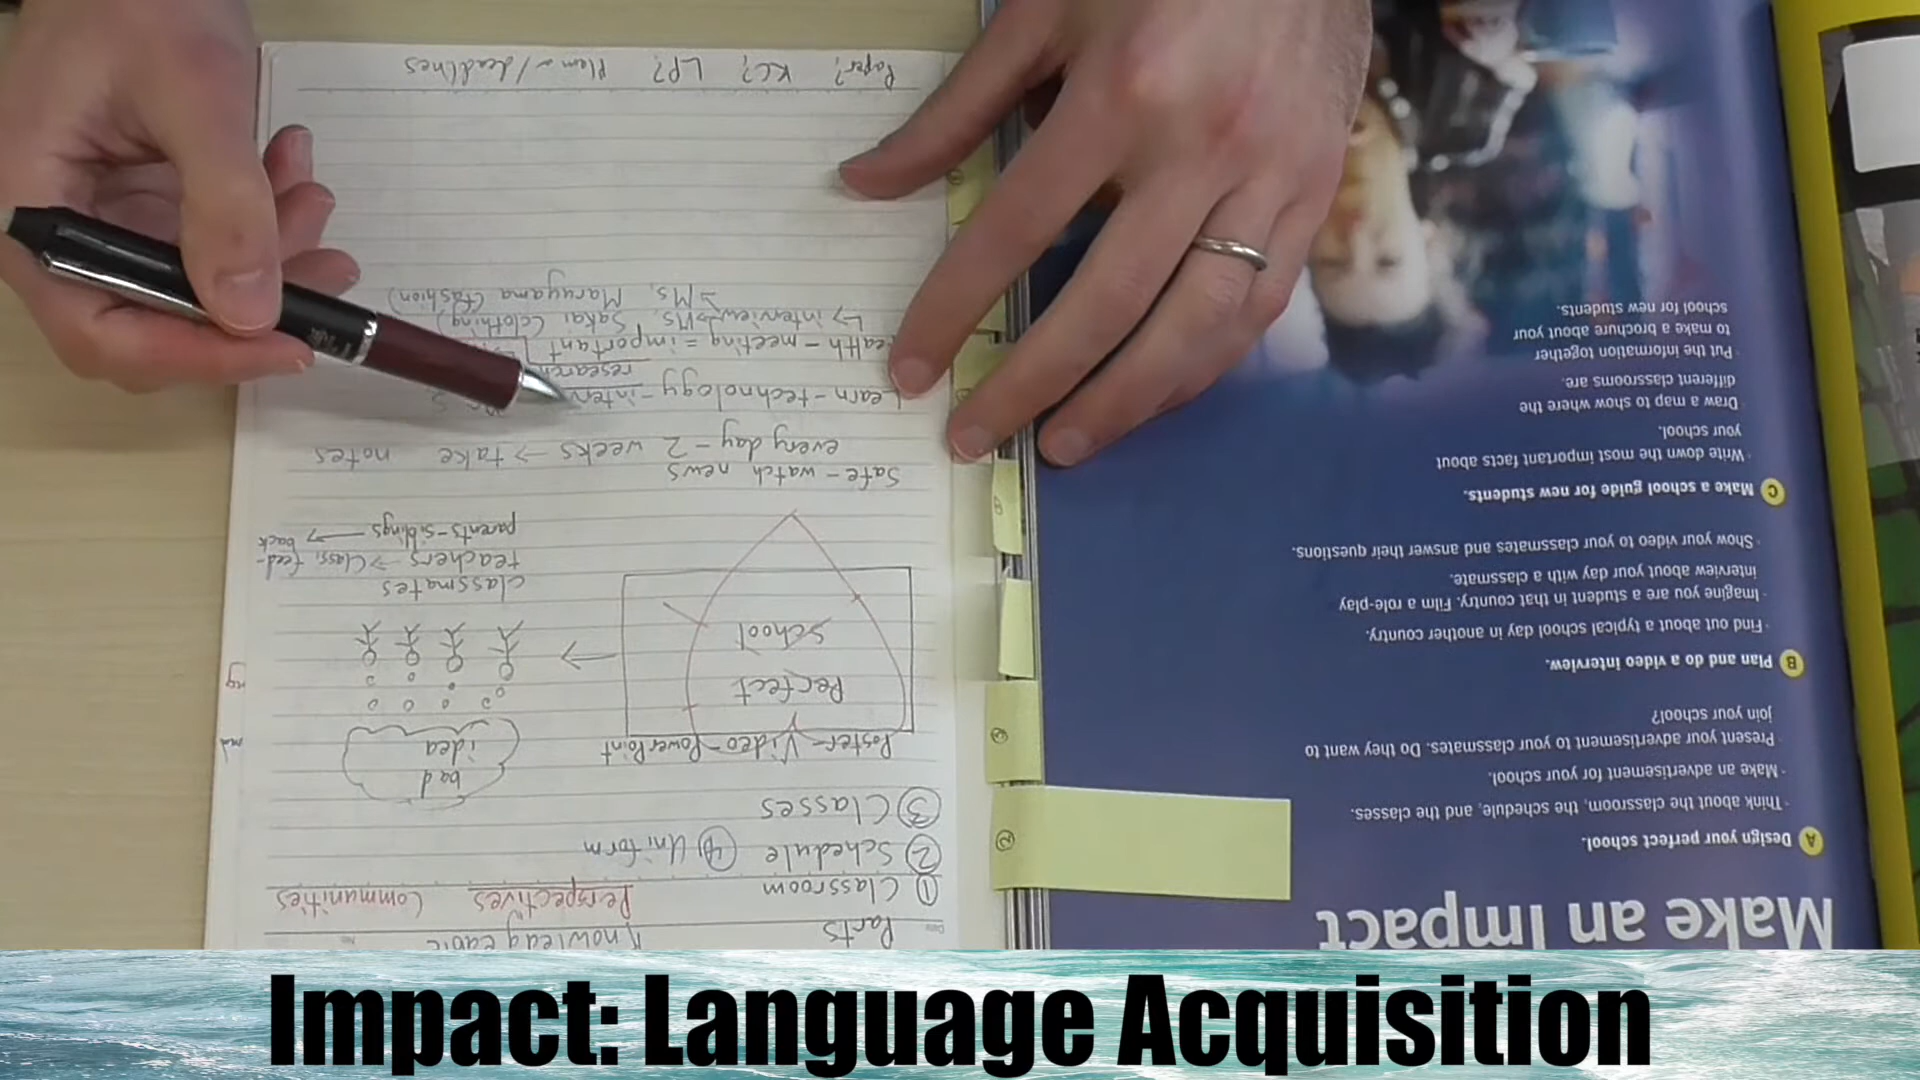 Make an Impact
A Design your perfect school.
· Think about the classroom, the schedule, and the classes.
· Make an advertisement for your school.
· Present your advertisement to your classmates. Do they want to
join your school?
B Plan and do a video interview.
· Find out about a typical school day in another country.
· Imagine you are a student in that country. Film a role-play
interview about your day with a classmate.
· Show your video to your classmates and answer their questions.
C Make a school guide for new students.
· Write down the most important facts about
your school.
· Draw a map to show where the
different classrooms are.
· Put the information together
to make a brochure about your
school for new students.
Parts
① Classroom Perspectives Communities
② Schedule ④ Uniform
③ Classes
Poster-Video-PowerPoint
Perfect
School
bad
idea
classmates
teachers → Class. feed-
parents-siblings → back
Safe - watch news
every day - 2 weeks → take notes
Learn - technology -
research
meeting = important
↳ interview → Ms. Sakai (clothing)
Ms. Maruyama (fashion)
Paper? KC? LP? Plan deadlines
Impact: Language Acquisition